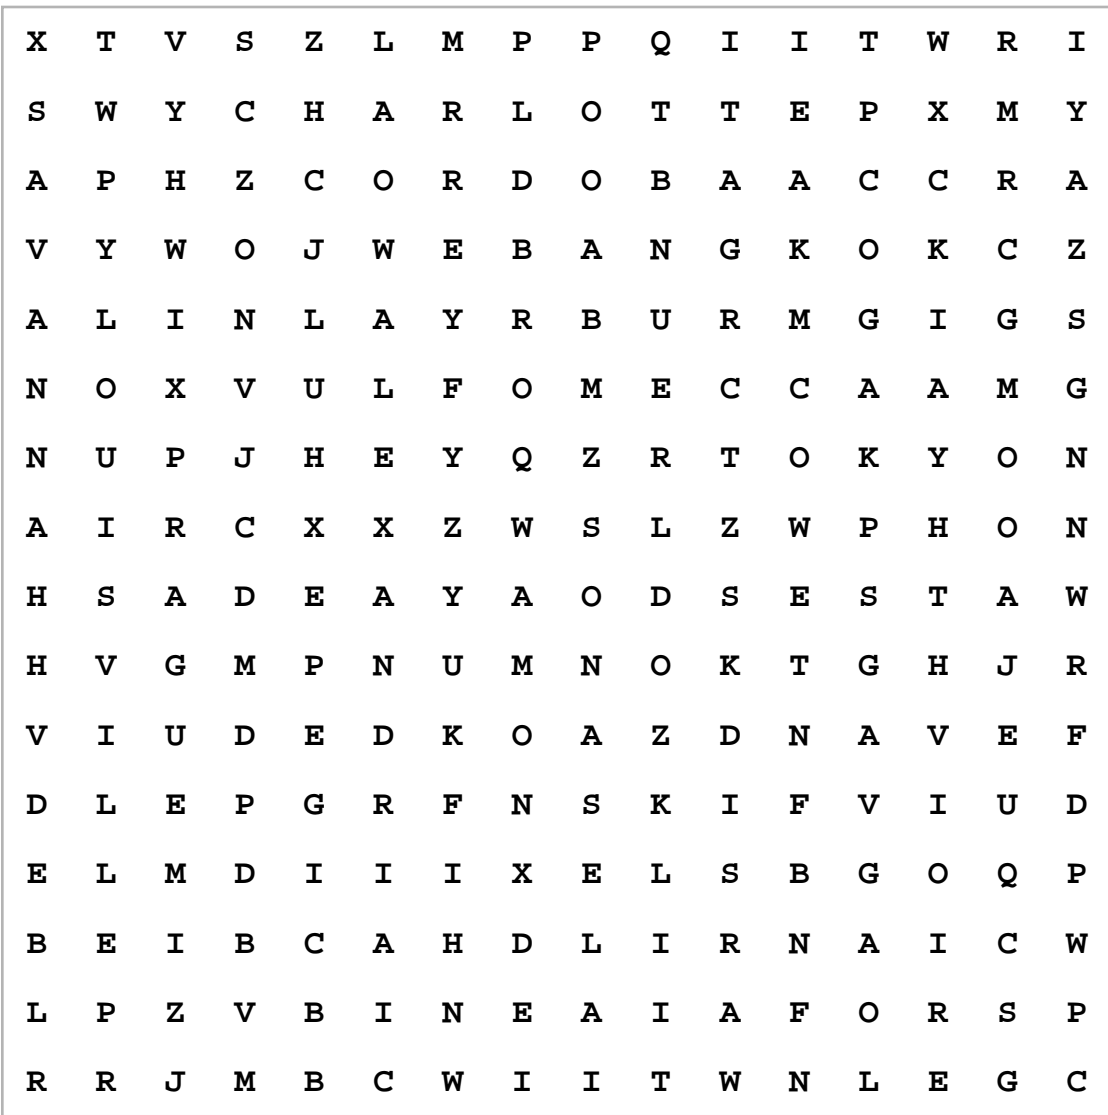 X T V S Z L M P P Q I I T W R I
S W Y C H A R L O T T E P X M Y
A P H Z C O R D O B A A C C R A
V Y W O J W E B A N G K O K C Z
A L I N L A Y R B U R M G I G S
N O X V U L F O M E C C A A M G
N U P J H E Y Q Z R T O K Y O N
A I R C X X Z W S L Z W P H O N
H S A D E A Y A O D S E S T A W
H V G M P N U M N O K T G H J R
V I U D E D K O A Z D N A V E F
D L E P G R F N S K I F V I U D
E L M D I I I X E L S B G O Q P
B E I B C A H D L I R N A I C W
L P Z V B I N E A I A F O R S P
R R J M B C W I I T W N L E G C